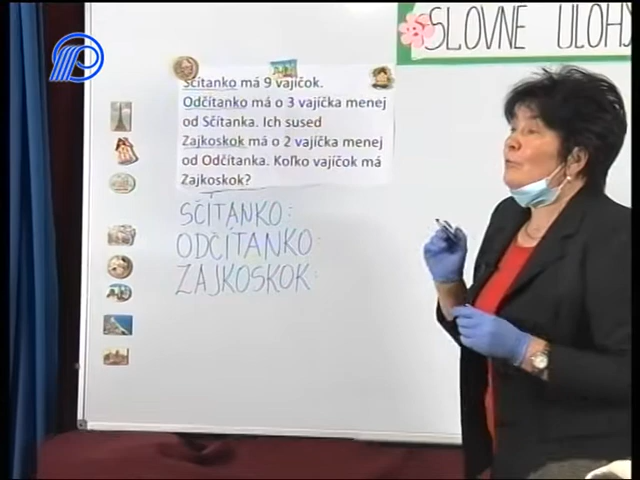 SLOVNÉ ÚLOHY
Sčítanko má 9 vajíčok.
Odčítanko má o 3 vajíčka menej
od Sčítanka. Ich sused
Zajkoskok má o 2 vajíčka menej
od Odčítanka. Koľko vajíčok má
Zajkoskok?
SČÍTANKO:
ODČÍTANKO:
ZAJKOSKOK: